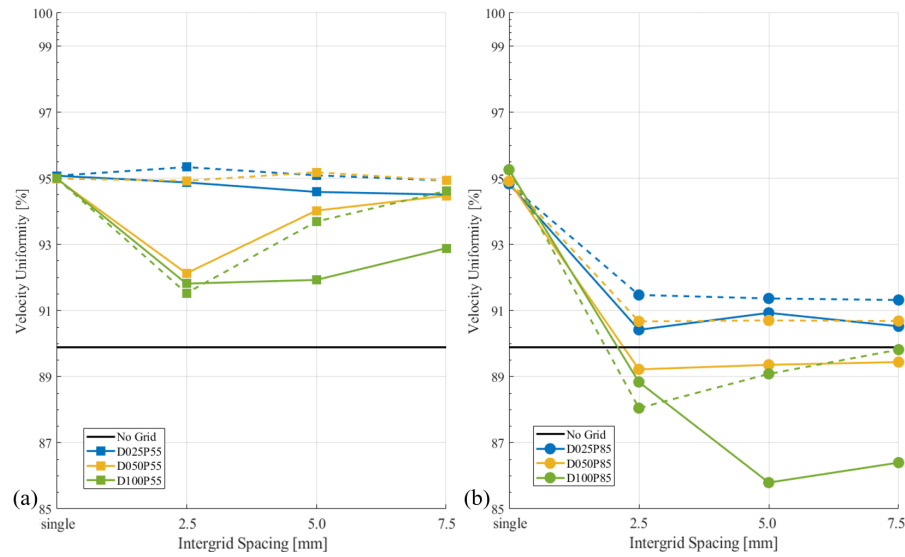 100
99
97
95
93
91
89
87
85
Velocity Uniformity [%]
No Grid
D025P55
D050P55
D100P55
(a)
single
2.5
5.0
7.5
Intergrid Spacing [mm]
100
99
97
95
93
91
89
87
85
Velocity Uniformity [%]
No Grid
D025P85
D050P85
D100P85
(b)
single
2.5
5.0
7.5
Intergrid Spacing [mm]